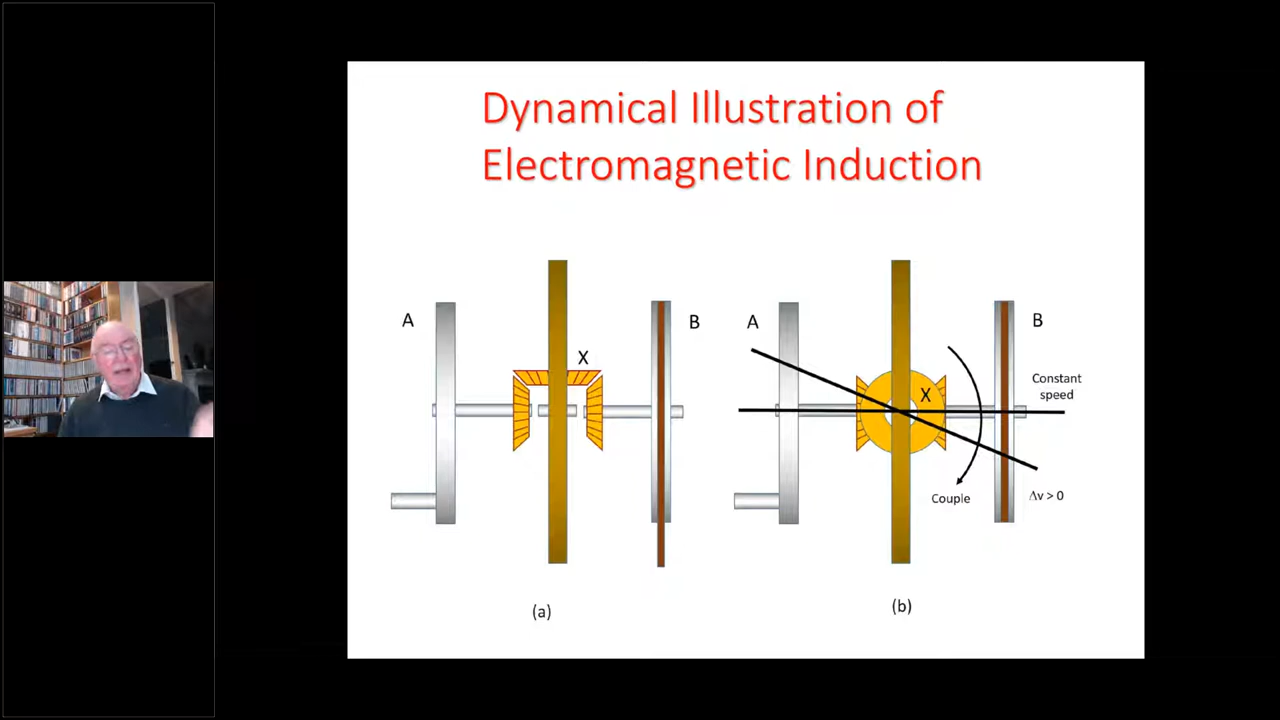 Dynamical Illustration of
Electromagnetic Induction
A
X
B
(a)
A
X
B
Constant
speed
Couple
Δv > 0
(b)